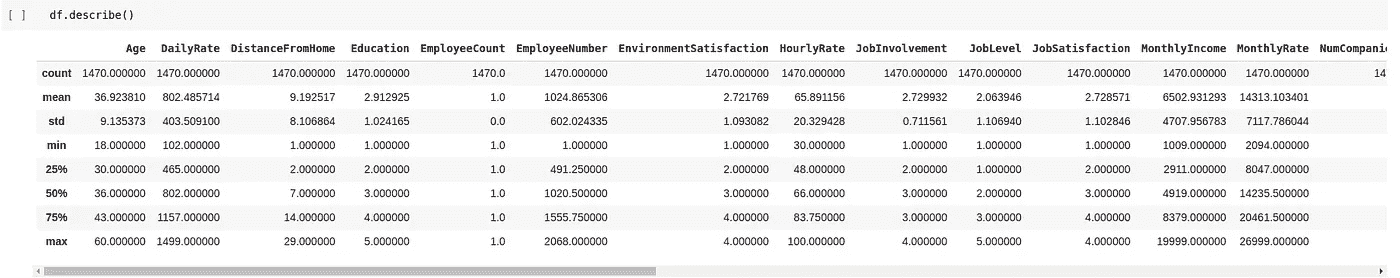 [ ] df.describe()
Age DailyRate DistanceFromHome Education EmployeeCount EmployeeNumber EnvironmentSatisfaction HourlyRate JobInvolvement JobLevel JobSatisfaction MonthlyIncome MonthlyRate NumCompanie
count 1470.000000 1470.000000 1470.000000 1470.000000 1470.0 1470.000000 1470.000000 1470.000000 1470.000000 1470.000000 1470.000000 1470.000000 1470.000000 14
mean 36.923810 802.485714 9.192517 2.912925 1.0 1024.865306 2.721769 65.891156 2.729932 2.063946 2.728571 6502.931293 14313.103401
std 9.135373 403.509100 8.106864 1.024165 0.0 602.024335 1.093082 20.329428 0.711561 1.106940 1.102846 4707.956783 7117.786044
min 18.000000 102.000000 1.000000 1.000000 1.0 1.000000 1.000000 30.000000 1.000000 1.000000 1.000000 1009.000000 2094.000000
25% 30.000000 465.000000 2.000000 2.000000 1.0 491.250000 2.000000 48.000000 2.000000 1.000000 2.000000 2911.000000 8047.000000
50% 36.000000 802.000000 7.000000 3.000000 1.0 1020.500000 3.000000 66.000000 3.000000 2.000000 3.000000 4919.000000 14235.500000
75% 43.000000 1157.000000 14.000000 4.000000 1.0 1555.750000 4.000000 83.750000 3.000000 3.000000 4.000000 8379.000000 20461.500000
max 60.000000 1499.000000 29.000000 5.000000 1.0 2068.000000 4.000000 100.000000 4.000000 5.000000 4.000000 19999.000000 26999.000000